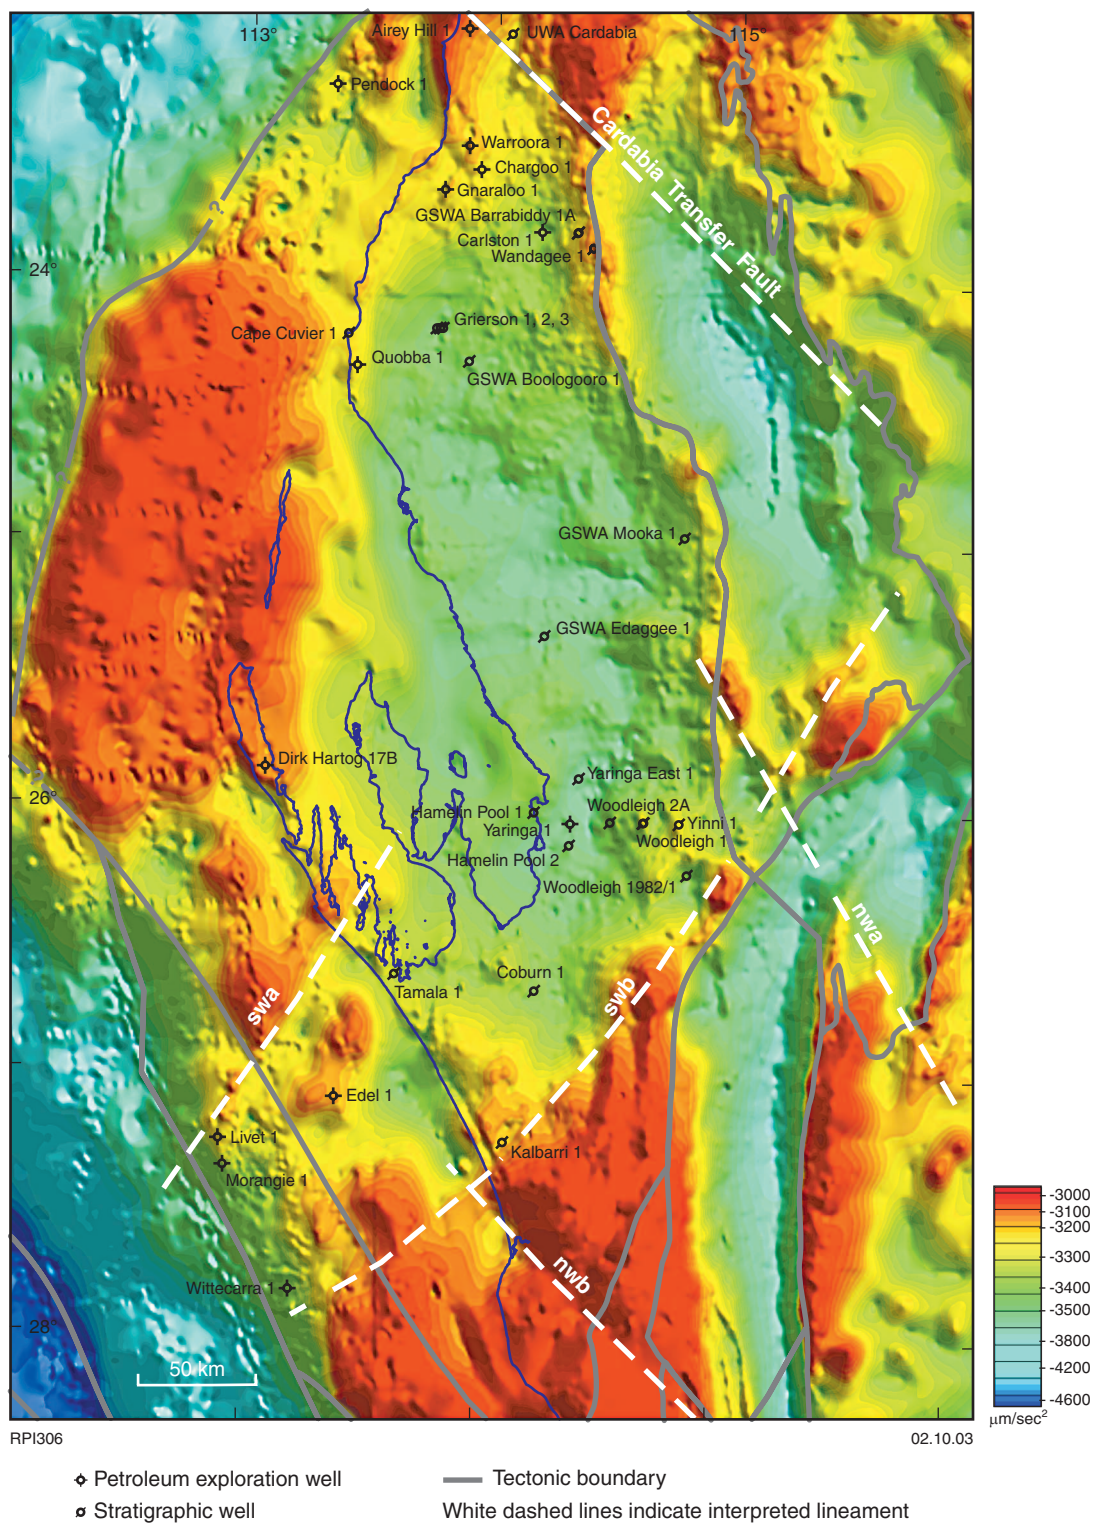 113°
115°
Airey Hill 1
UWA Cardabia
Pendock 1
Cardabia Transfer Fault
Warroora 1
Chargoo 1
Gnaraloo 1
?
GSWA Barrabiddy 1A
Carlston 1
Wandagee 1
24°
Grierson 1, 2, 3
Cape Cuvier 1
Quobba 1
GSWA Boologooro 1
GSWA Mooka 1
GSWA Edaggee 1
Dirk Hartog 17B
Yaringa East 1
26°
?
Hamelin Pool 1
Woodleigh 2A
Yaringa 1
Yinni 1
Woodleigh 1
Hamelin Pool 2
Woodleigh 1982/1
nwa
Coburn 1
Tamala 1
swa
swb
Edel 1
Livet 1
Kalbarri 1
Morangie 1
nwb
Wittecarra 1
28°
50 km
-3000
-3100
-3200
-3300
-3400
-3500
-3800
-4200
-4600
µm/sec²
RPI306
02.10.03
Petroleum exploration well
Tectonic boundary
Stratigraphic well
White dashed lines indicate interpreted lineament